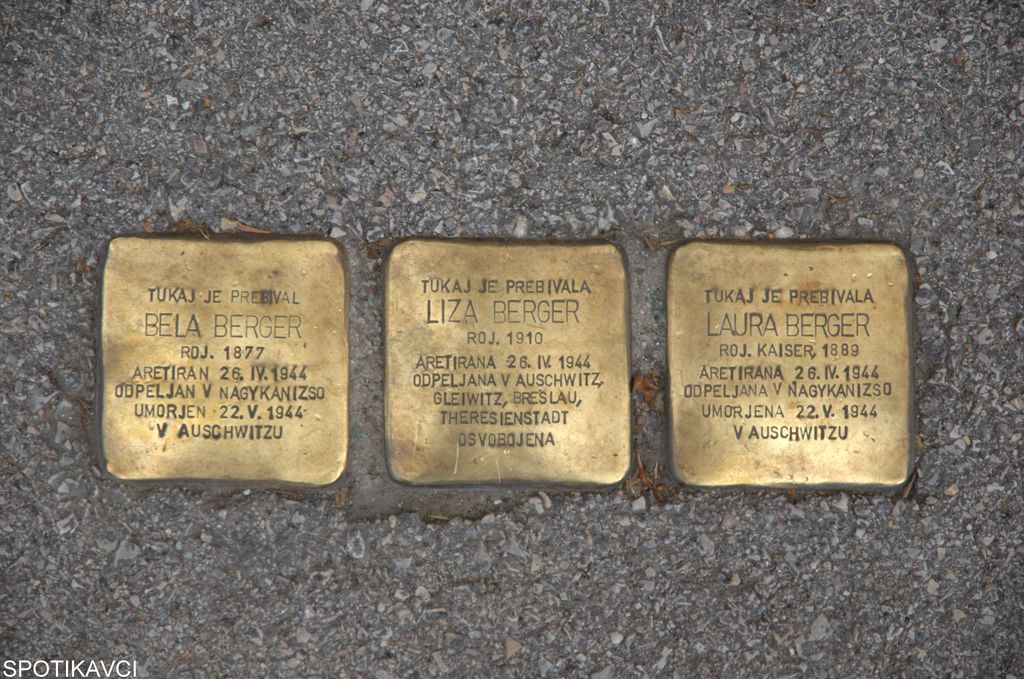 TUKAJ JE PREBIVAL
BELA BERGER
ROJ. 1877
ARETIRAN 26. IV. 1944
ODPELJAN V NAGYKANIZSO
UMORJEN 22. V. 1944
V AUSCHWITZU
TUKAJ JE PREBIVALA
LIZA BERGER
ROJ. 1910
ARETIRANA 26. IV. 1944
ODPELJANA V AUSCHWITZ,
GLEIWITZ, BRESLAU,
THERESIENSTADT
OSVOBOJENA
TUKAJ JE PREBIVALA
LAURA BERGER
ROJ. KAISER, 1889
ARETIRANA 26. IV. 1944
ODPELJANA V NAGYKANIZSO
UMORJENA 22. V. 1944
V AUSCHWITZU
SPOTIKAVCI